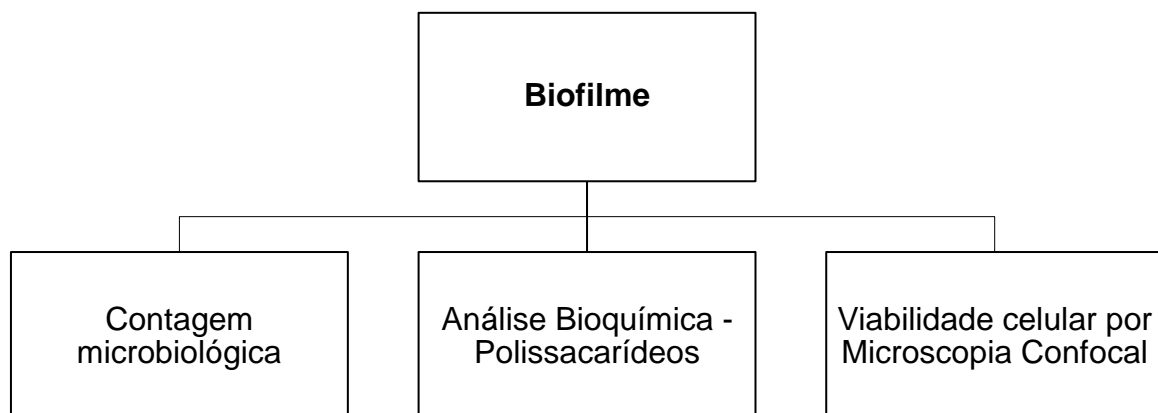 Biofilme
Contagem
microbiológica
Análise Bioquímica -
Polissacarídeos
Viabilidade celular por
Microscopia Confocal